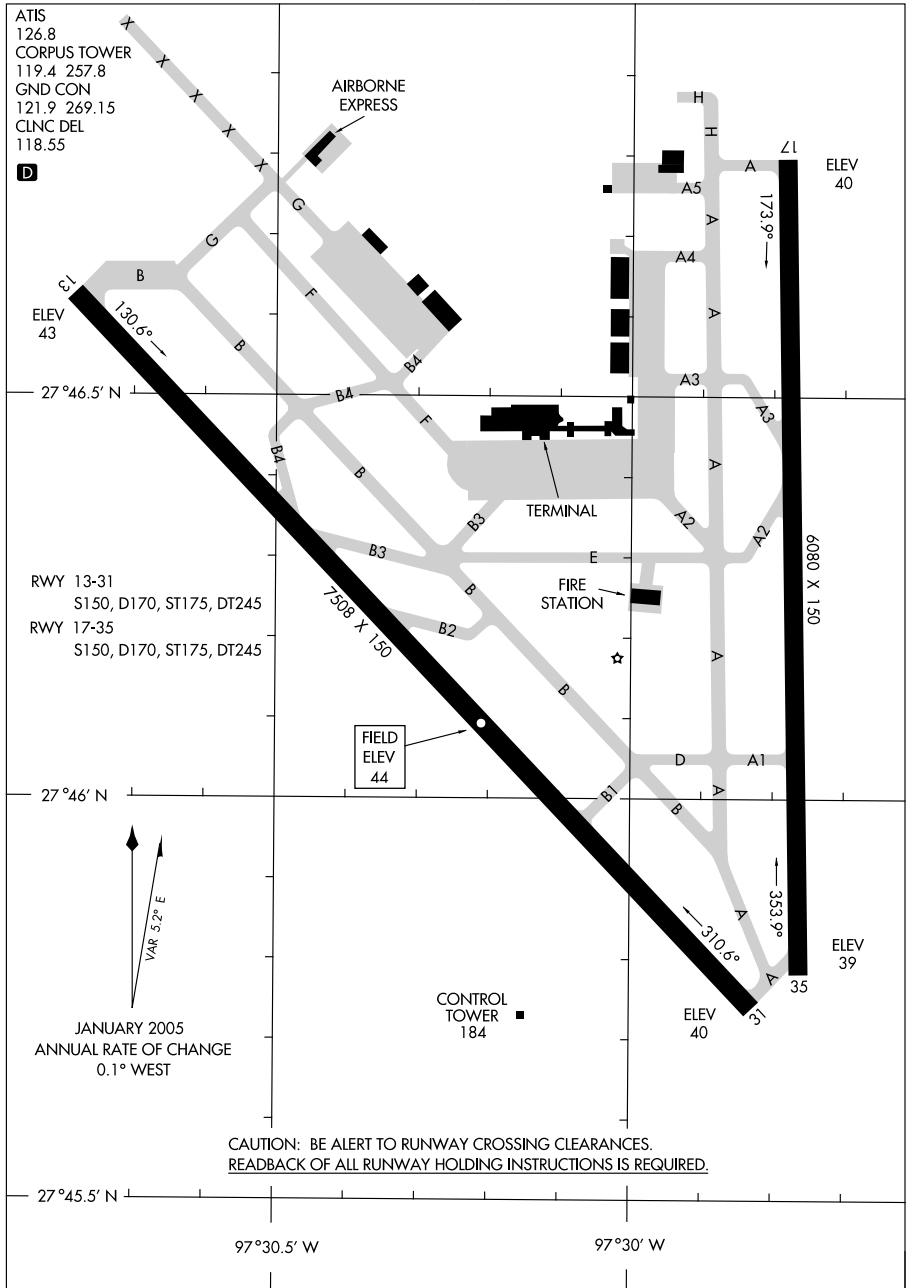 ATIS
126.8
CORPUS TOWER
119.4 257.8
GND CON
121.9 269.15
CLNC DEL
118.55
D
X
X
X
X
X
AIRBORNE
EXPRESS
H
H
17
ELEV
40
A
A5
A
173.9°
G
G
A4
B
F
A
13
ELEV
43
130.6°
B
B4
A3
27°46.5' N
B4
A3
F
B4
B
A
TERMINAL
B3
A2
A2
B3
E
6080 X 150
RWY 13-31
S150, D170, ST175, DT245
RWY 17-35
S150, D170, ST175, DT245
FIRE
STATION
B
7508 X 150
B2
A
B
FIELD
ELEV
44
D
A1
27°46' N
B1
B
A
VAR 5.2° E
A
353.9°
310.6°
ELEV
39
A
35
31
ELEV
40
CONTROL
TOWER
184
JANUARY 2005
ANNUAL RATE OF CHANGE
0.1° WEST
CAUTION: BE ALERT TO RUNWAY CROSSING CLEARANCES.
READBACK OF ALL RUNWAY HOLDING INSTRUCTIONS IS REQUIRED.
27°45.5' N
97°30.5' W
97°30' W